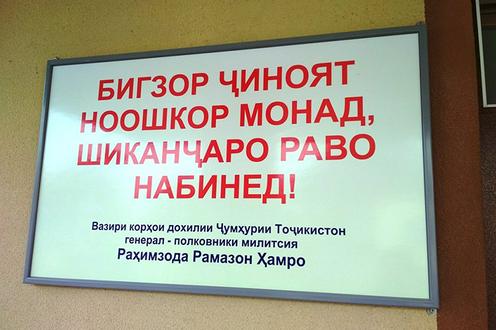 БИГЗОР ҶИНОЯТ
НООШКОР МОНАД,
ШИКАНҶАРО РАВО
НАБИНЕД!
Вазири корҳои дохилии Ҷумҳурии Тоҷикистон
генерал - полковники милитсия
Раҳимзода Рамазон Ҳамро